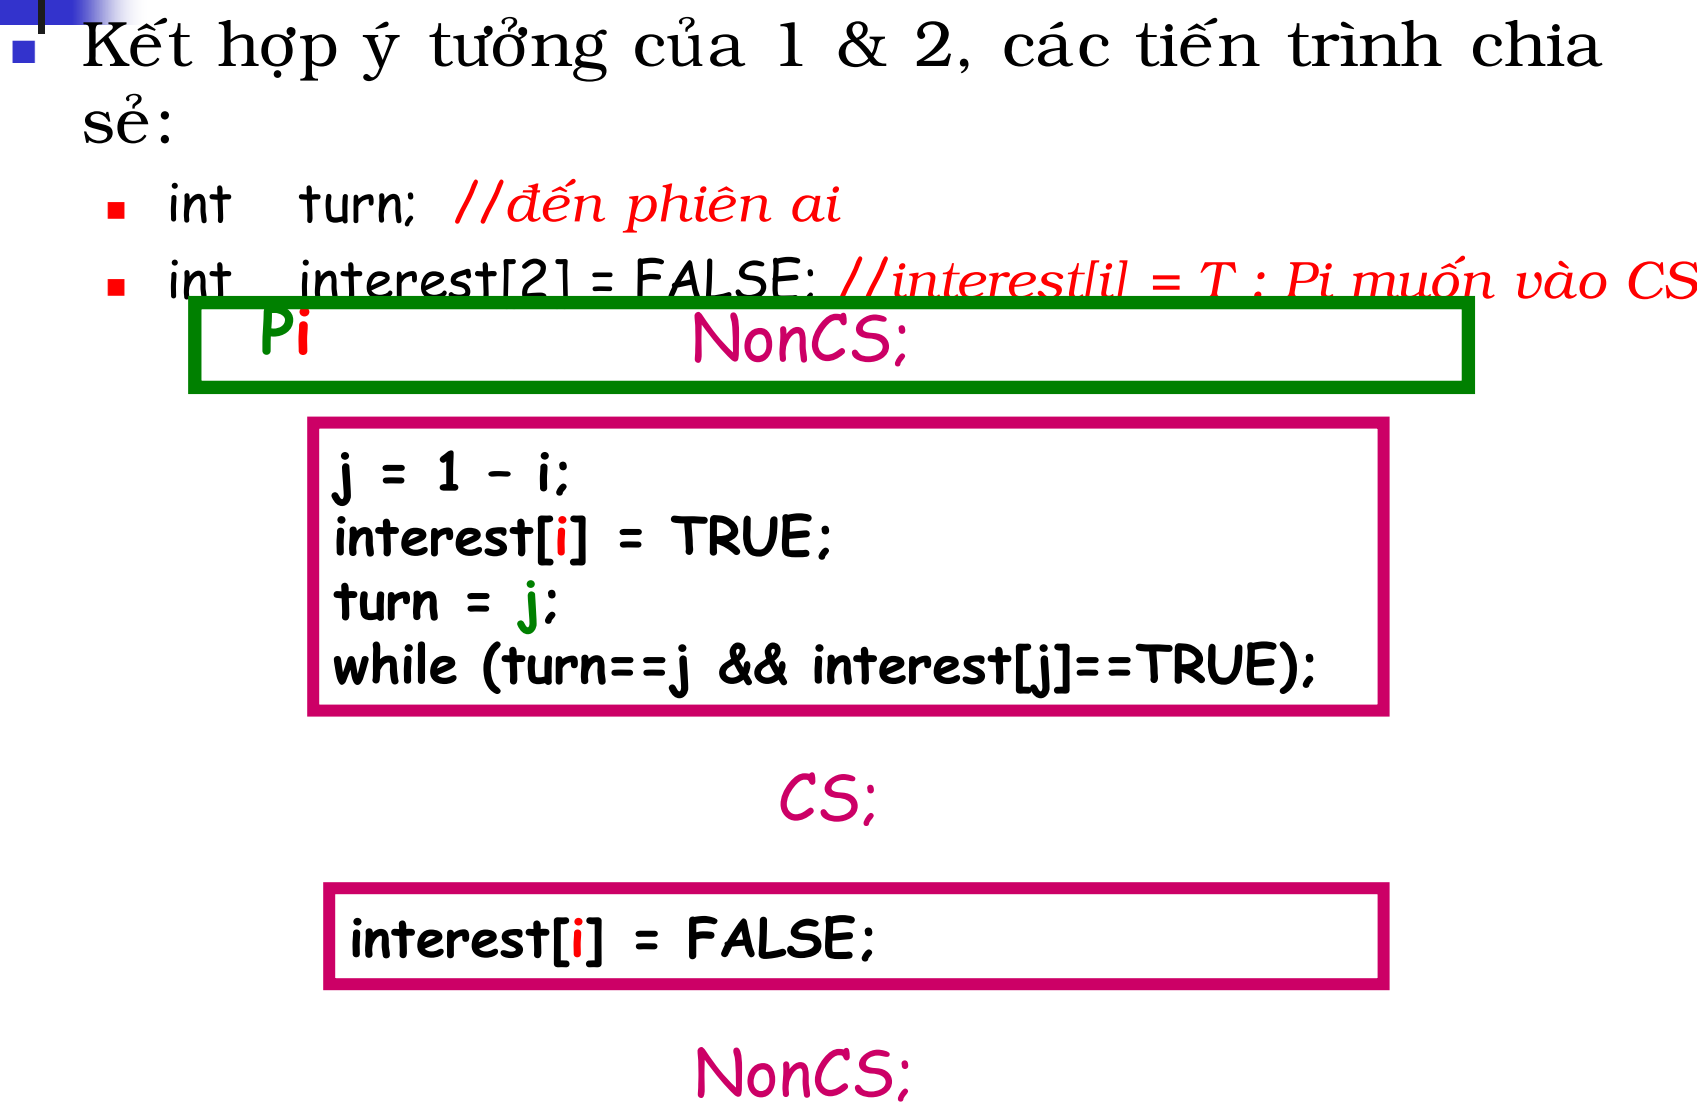 Kết hợp ý tưởng của 1 & 2, các tiến trình chia
sẻ:
int turn; //đến phiên ai
int interest[2] = FALSE; //interest[i] = T : Pi muốn vào CS
Pi NonCS;
j = 1 – i;
interest[i] = TRUE;
turn = j;
while (turn==j && interest[j]==TRUE);
CS;
interest[i] = FALSE;
NonCS;